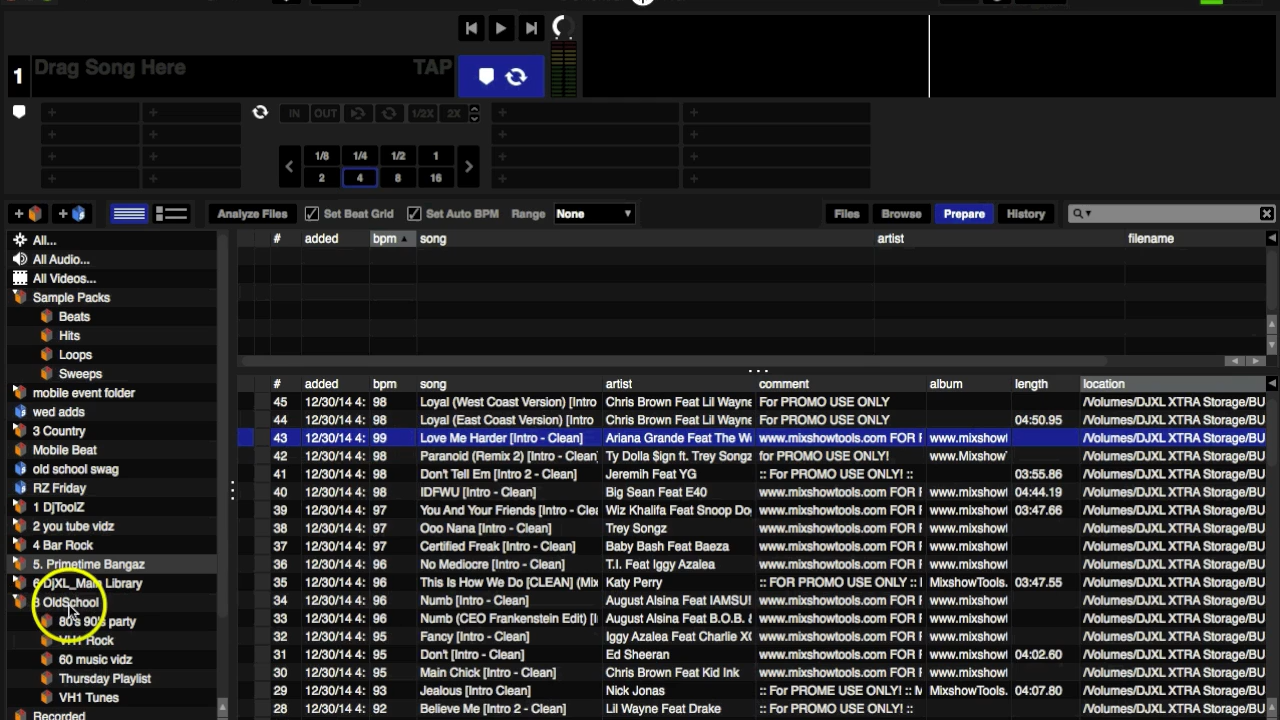 1 Drag Song Here TAP
IN OUT 1/2X 2X
1/8 1/4 1/2 1
2 4 8 16
Analyze Files Set Beat Grid Set Auto BPM Range None Files Browse Prepare History
All...
All Audio...
All Videos...
Sample Packs
Beats
Hits
Loops
Sweeps
mobile event folder
wed adds
3 Country
Mobile Beat
old school swag
RZ Friday
1 DjToolZ
2 you tube vidz
4 Bar Rock
5. Primetime Bangaz
6 DJXL_Main Library
OldSchool
80's 90's party
VH1 Rock
60 music vidz
Thursday Playlist
VH1 Tunes
Recorded
# added bpm song artist filename
# added bpm song artist comment album length location
45 12/30/14 4: 98 Loyal (West Coast Version) [Intro Chris Brown Feat Lil Wayne For PROMO USE ONLY /Volumes/DJXL XTRA Storage/BU
44 12/30/14 4: 98 Loyal (East Coast Version) [Intro Chris Brown Feat Lil Wayne For PROMO USE ONLY 04:50.95 /Volumes/DJXL XTRA Storage/BU
43 12/30/14 4: 99 Love Me Harder [Intro - Clean] Ariana Grande Feat The We www.mixshowtools.com FOR F www.mixshowt /Volumes/DJXL XTRA Storage/BU
42 12/30/14 4: 98 Paranoid (Remix 2) [Intro - Clean] Ty Dolla $ign ft. Trey Songz for PROMO USE ONLY! www.Mixshow /Volumes/DJXL XTRA Storage/BU
41 12/30/14 4: 98 Don't Tell Em [Intro 2 - Clean] Jeremih Feat YG :: FOR PROMO USE ONLY! :: 03:55.86 /Volumes/DJXL XTRA Storage/BU
40 12/30/14 4: 98 IDFWU [Intro - Clean] Big Sean Feat E40 www.mixshowtools.com FOR F www.mixshowt 04:44.19 /Volumes/DJXL XTRA Storage/BU
39 12/30/14 4: 97 You And Your Friends [Intro - Clea Wiz Khalifa Feat Snoop Do www.mixshowtools.com FOR F www.mixshowt 03:47.66 /Volumes/DJXL XTRA Storage/BU
38 12/30/14 4: 97 Ooo Nana [Intro - Clean] Trey Songz www.mixshowtools.com FOR F www.mixshowt /Volumes/DJXL XTRA Storage/BU
37 12/30/14 4: 97 Certified Freak [Intro - Clean] Baby Bash Feat Baeza www.mixshowtools.com FOR F www.mixshowt /Volumes/DJXL XTRA Storage/BU
36 12/30/14 4: 96 No Mediocre [Intro - Clean] T.I. Feat Iggy Azalea www.mixshowtools.com FOR F www.mixshowt /Volumes/DJXL XTRA Storage/BU
35 12/30/14 4: 96 This Is How We Do [CLEAN] (Mix Katy Perry :: FOR PROMO USE ONLY! :: MixshowTools. 03:47.55 /Volumes/DJXL XTRA Storage/BU
34 12/30/14 4: 96 Numb [Intro - Clean] August Alsina Feat IAMSU! www.mixshowtools.com FOR F www.mixshowt /Volumes/DJXL XTRA Storage/BU
33 12/30/14 4: 96 Numb (CEO Frankenstein Edit) [I August Alsina Feat B.O.B. & www.mixshowtools.com FOR F www.mixshowt /Volumes/DJXL XTRA Storage/BU
32 12/30/14 4: 95 Fancy [Intro - Clean] Iggy Azalea Feat Charlie XC www.mixshowtools.com FOR F www.mixshowt /Volumes/DJXL XTRA Storage/BU
31 12/30/14 4: 95 Don't [Intro - Clean] Ed Sheeran www.mixshowtools.com FOR F www.mixshowt 04:02.60 /Volumes/DJXL XTRA Storage/BU
30 12/30/14 4: 95 Main Chick [Intro - Clean] Chris Brown Feat Kid Ink www.mixshowtools.com FOR F www.mixshowt /Volumes/DJXL XTRA Storage/BU
29 12/30/14 4: 93 Jealous [Intro - Clean] Nick Jonas :: For PROME USE ONLY! :: M MixshowTools. 04:07.80 /Volumes/DJXL XTRA Storage/BU
28 12/30/14 4: 92 Believe Me [Intro 2 - Clean] Lil Wayne Feat Drake :: For PROMO USE ONLY! :: /Volumes/DJXL XTRA Storage/BU